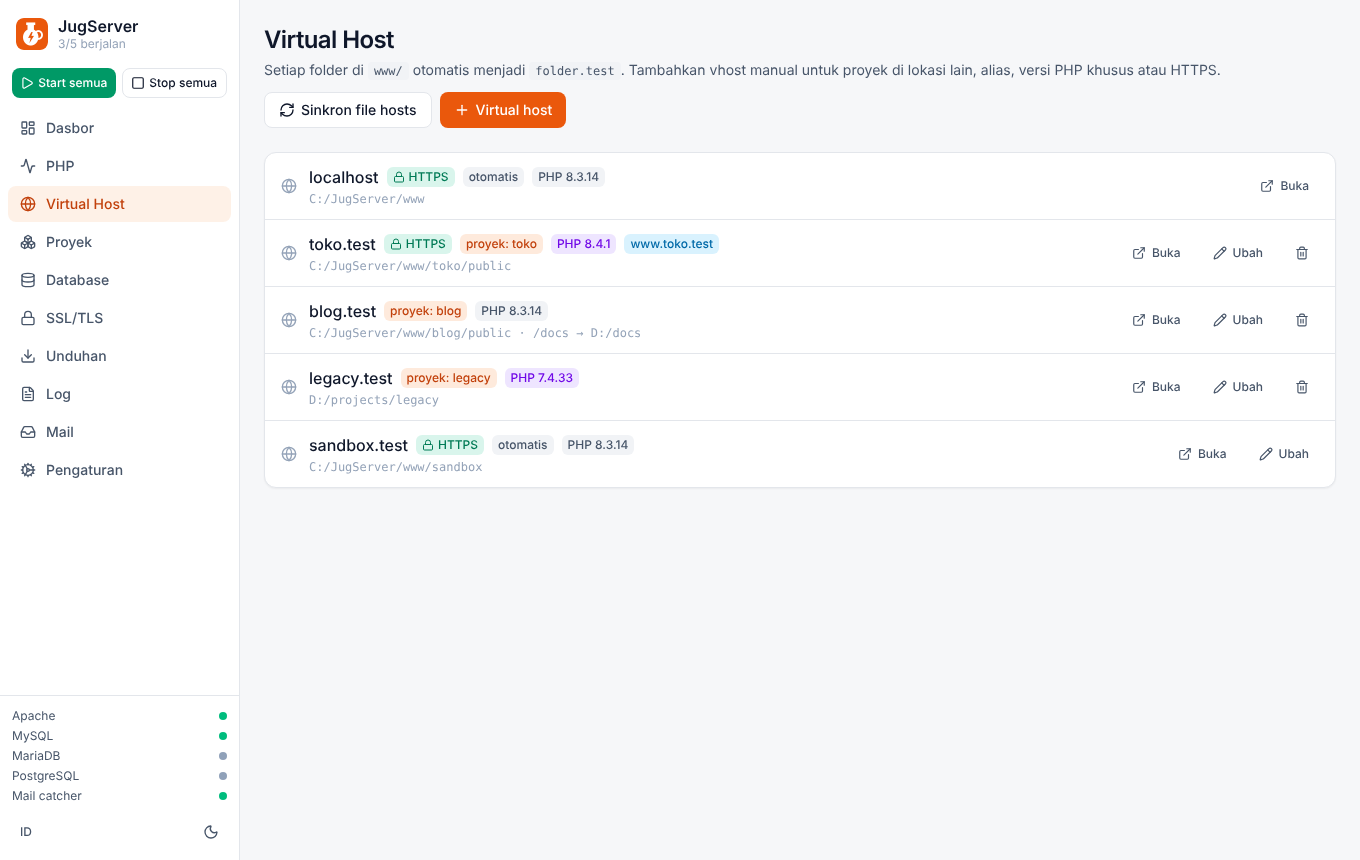 JugServer
3/5 berjalan
Start semua
Stop semua
Dasbor
PHP
Virtual Host
Proyek
Database
SSL/TLS
Unduhan
Log
Mail
Pengaturan
Apache
MySQL
MariaDB
PostgreSQL
Mail catcher
ID
Virtual Host
Setiap folder di www/ otomatis menjadi folder.test. Tambahkan vhost manual untuk proyek di lokasi lain, alias, versi PHP khusus atau HTTPS.
Sinkron file hosts
Virtual host
localhost HTTPS otomatis PHP 8.3.14
C:/JugServer/www
Buka
toko.test HTTPS proyek: toko PHP 8.4.1 www.toko.test
C:/JugServer/www/toko/public
Buka Ubah
blog.test proyek: blog PHP 8.3.14
C:/JugServer/www/blog/public · /docs → D:/docs
Buka Ubah
legacy.test proyek: legacy PHP 7.4.33
D:/projects/legacy
Buka Ubah
sandbox.test HTTPS otomatis PHP 8.3.14
C:/JugServer/www/sandbox
Buka Ubah